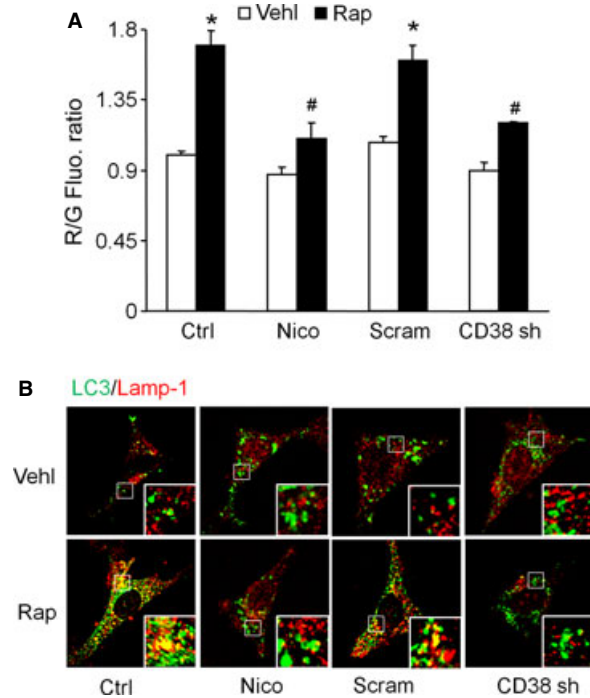 A
Vehl Rap
R/G Fluo. ratio
1.8
1.35
0.9
0.45
0
*
#
*
#
Ctrl Nico Scram CD38 sh
B
LC3/Lamp-1
Vehl
Rap
Ctrl Nico Scram CD38 sh